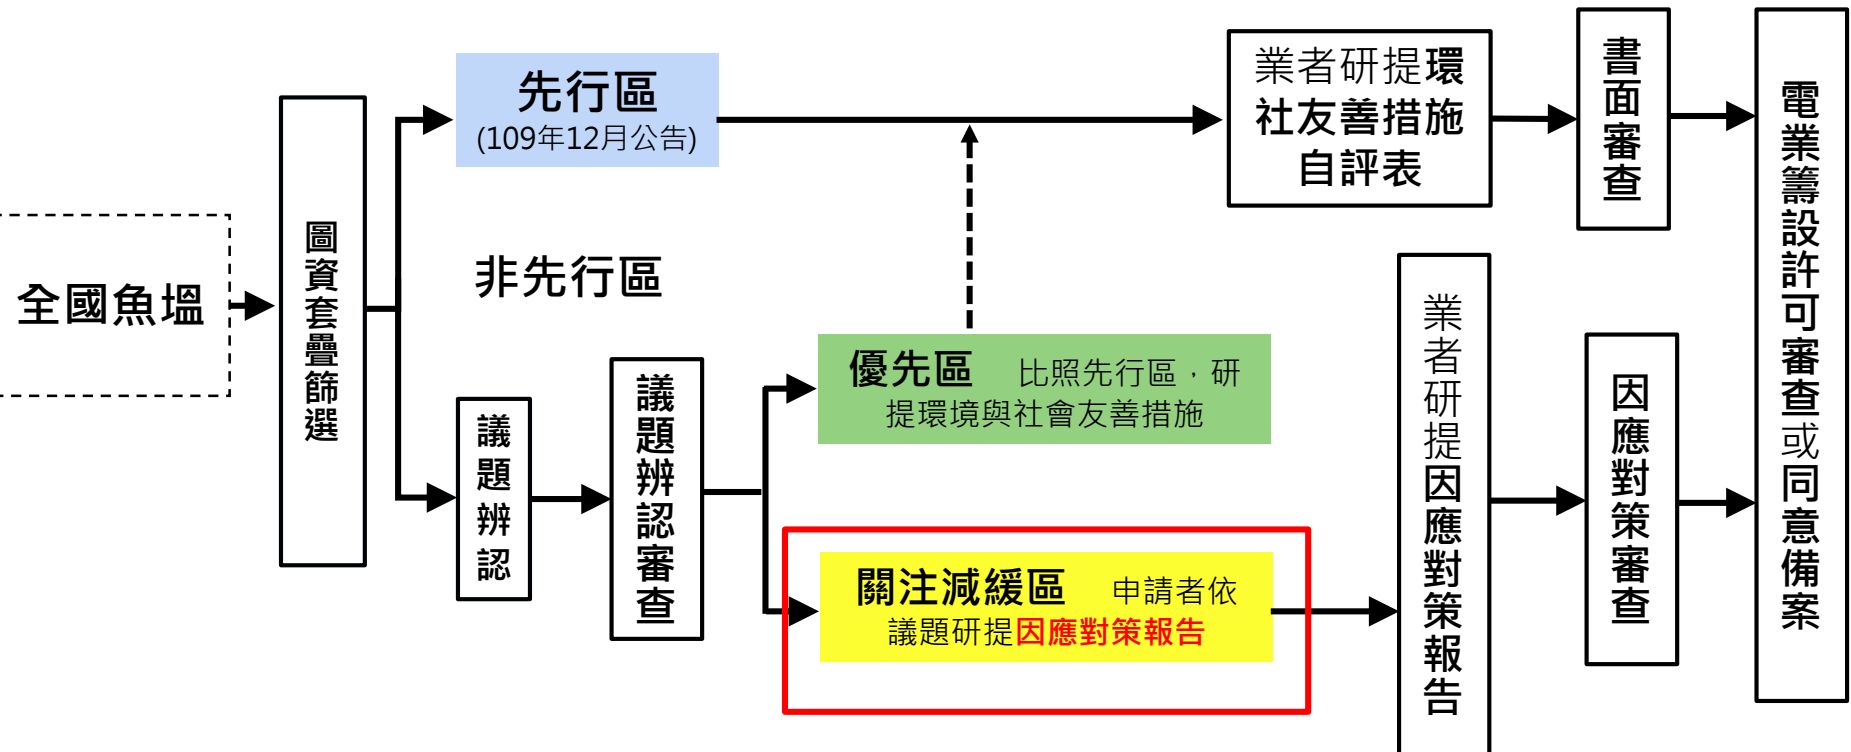 全國魚塭
圖資套疊篩選
先行區
(109年12月公告)
非先行區
議題辨認
議題辨認審查
優先區 比照先行區，研
提環境與社會友善措施
關注減緩區 申請者依
議題研提因應對策報告
業者研提環
社友善措施
自評表
書面審查
業者研提因應對策報告
因應對策審查
電業籌設許可審查或同意備案